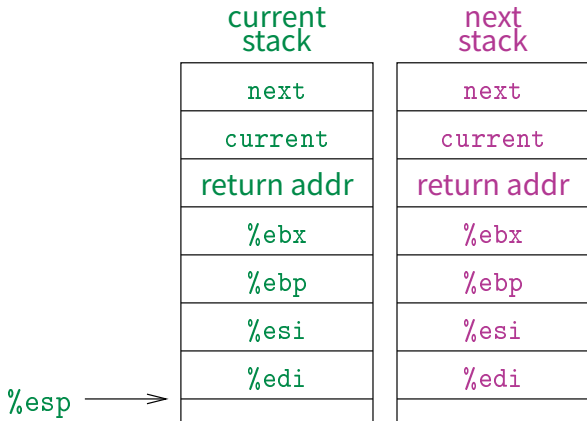 current
stack
next
stack
next
next
current
current
return addr
return addr
%ebx
%ebx
%ebp
%ebp
%esi
%esi
%edi
%edi
%esp